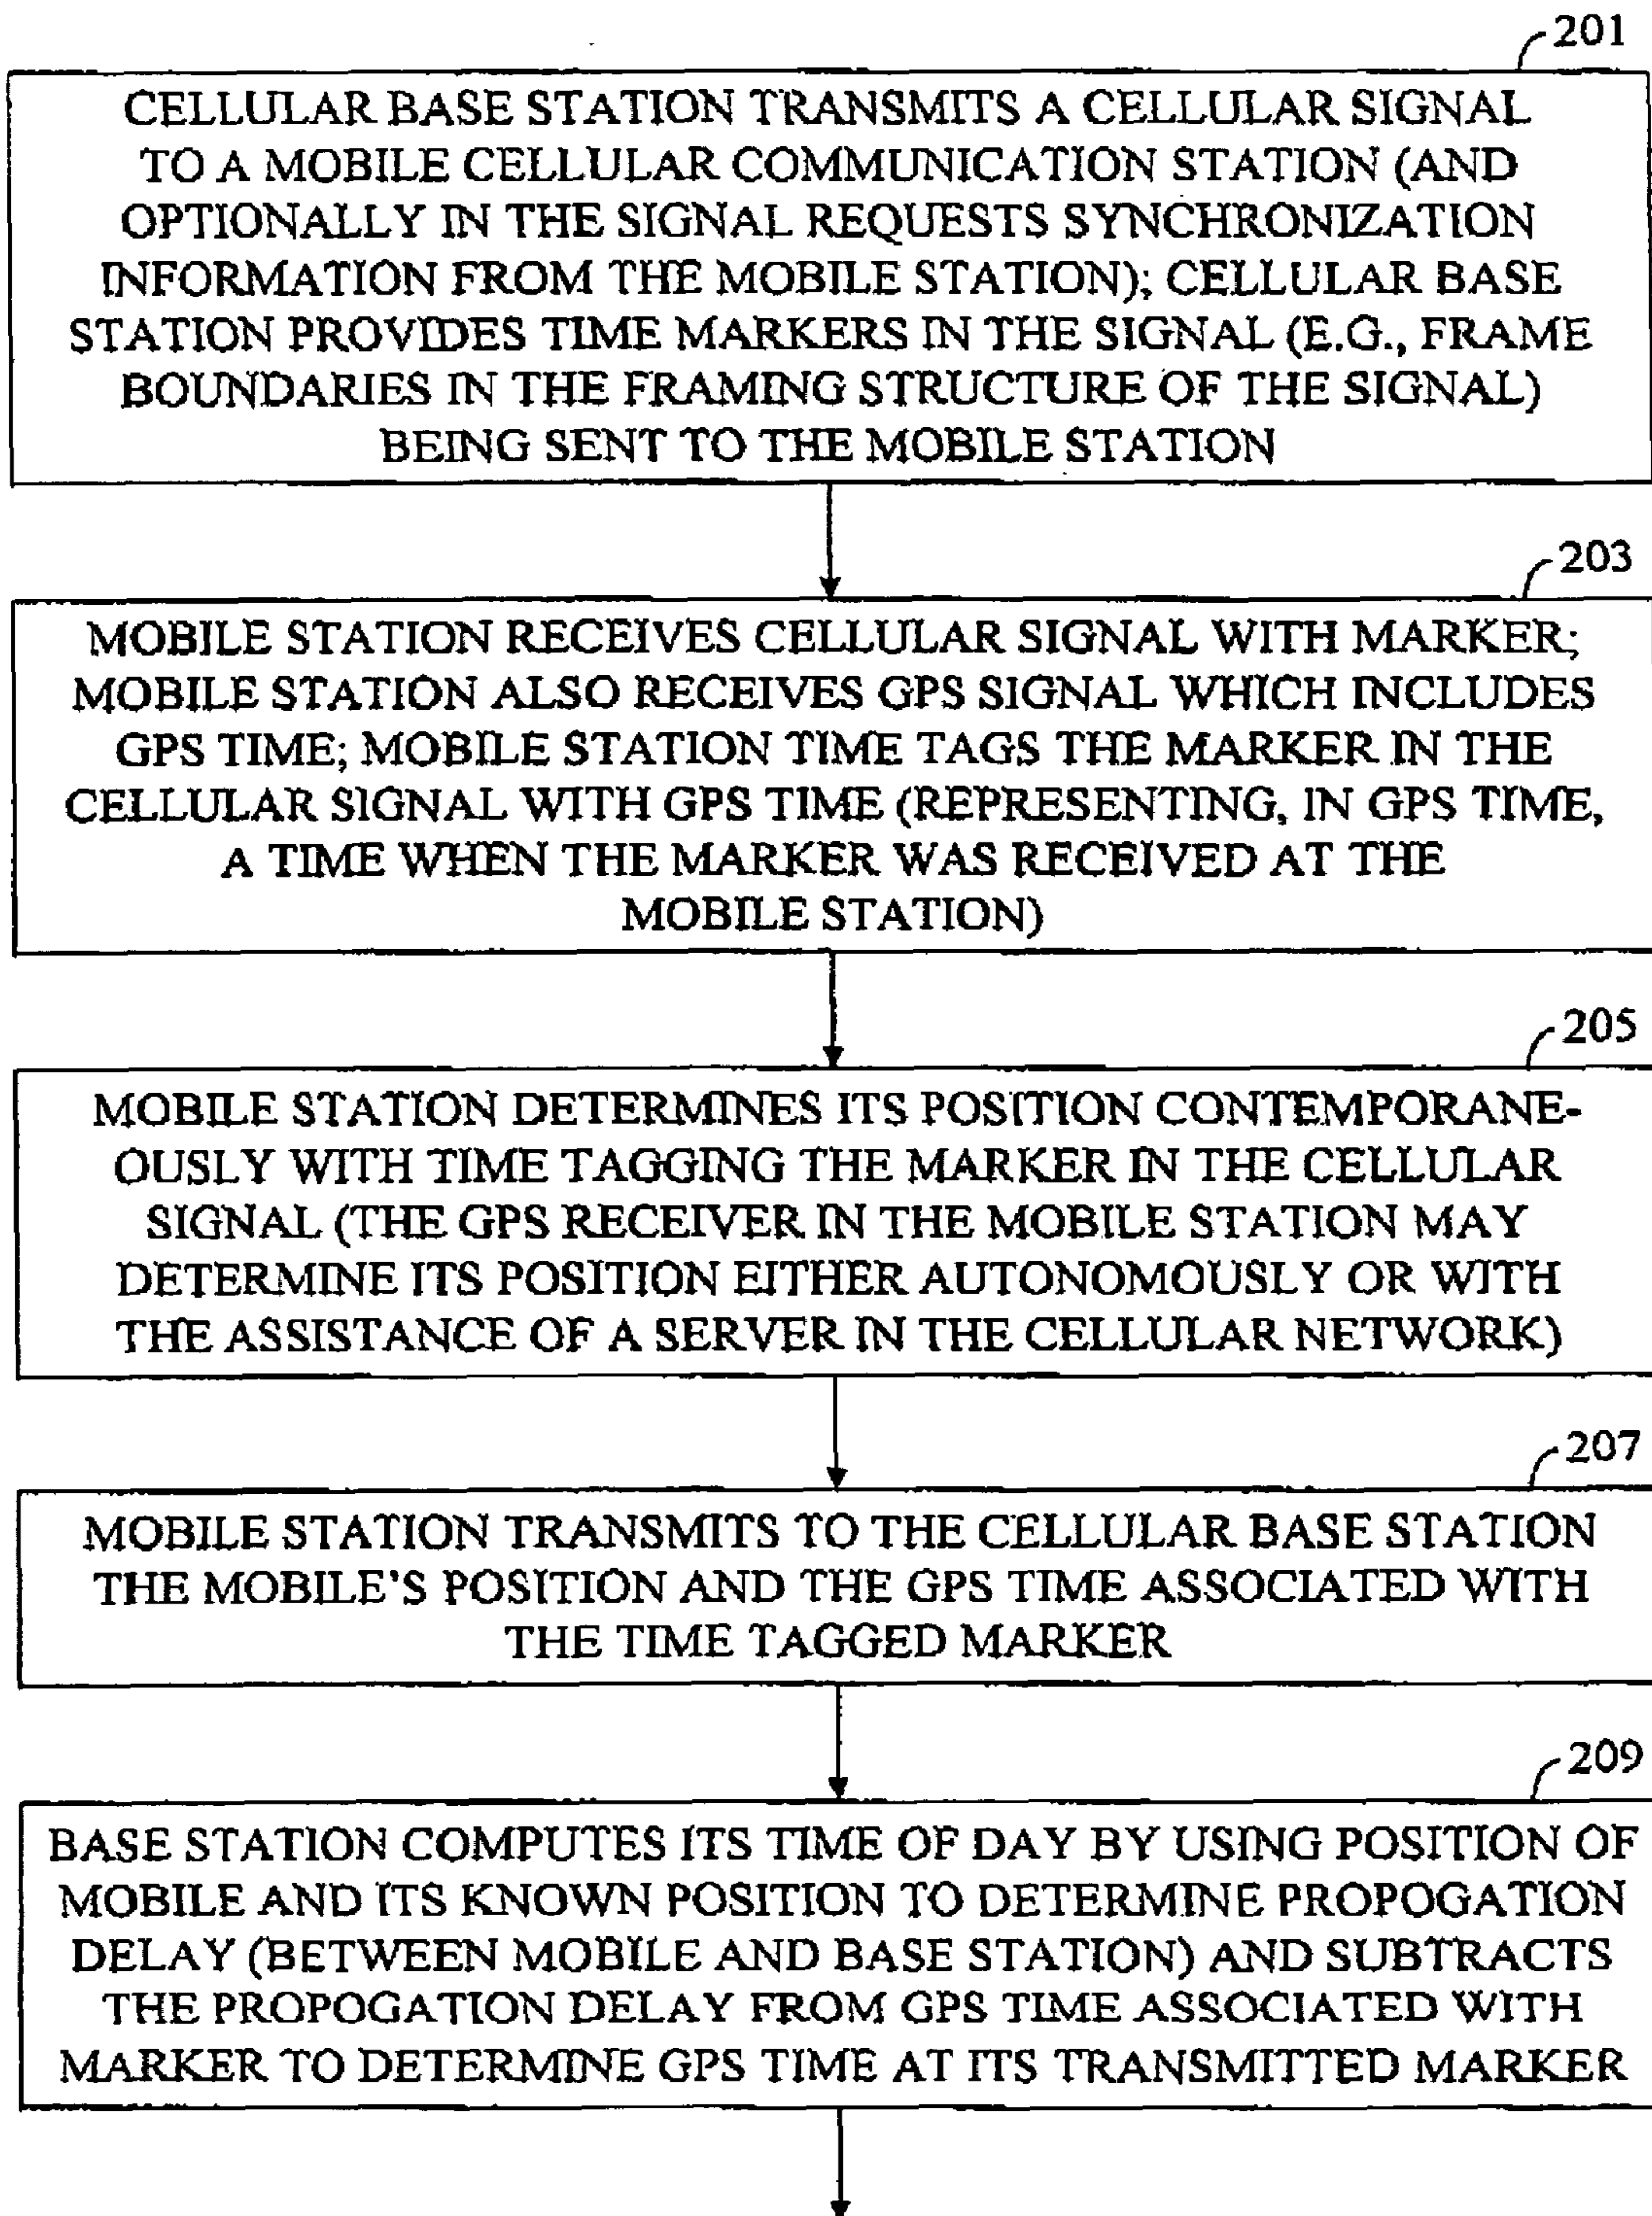 201
CELLULAR BASE STATION TRANSMITS A CELLULAR SIGNAL
TO A MOBILE CELLULAR COMMUNICATION STATION (AND
OPTIONALLY IN THE SIGNAL REQUESTS SYNCHRONIZATION
INFORMATION FROM THE MOBILE STATION); CELLULAR BASE
STATION PROVIDES TIME MARKERS IN THE SIGNAL (E.G., FRAME
BOUNDARIES IN THE FRAMING STRUCTURE OF THE SIGNAL)
BEING SENT TO THE MOBILE STATION
203
MOBILE STATION RECEIVES CELLULAR SIGNAL WITH MARKER;
MOBILE STATION ALSO RECEIVES GPS SIGNAL WHICH INCLUDES
GPS TIME; MOBILE STATION TIME TAGS THE MARKER IN THE
CELLULAR SIGNAL WITH GPS TIME (REPRESENTING, IN GPS TIME,
A TIME WHEN THE MARKER WAS RECEIVED AT THE
MOBILE STATION)
205
MOBILE STATION DETERMINES ITS POSITION CONTEMPORANE-
OUSLY WITH TIME TAGGING THE MARKER IN THE CELLULAR
SIGNAL (THE GPS RECEIVER IN THE MOBILE STATION MAY
DETERMINE ITS POSITION EITHER AUTONOMOUSLY OR WITH
THE ASSISTANCE OF A SERVER IN THE CELLULAR NETWORK)
207
MOBILE STATION TRANSMITS TO THE CELLULAR BASE STATION
THE MOBILE'S POSITION AND THE GPS TIME ASSOCIATED WITH
THE TIME TAGGED MARKER
209
BASE STATION COMPUTES ITS TIME OF DAY BY USING POSITION OF
MOBILE AND ITS KNOWN POSITION TO DETERMINE PROPOGATION
DELAY (BETWEEN MOBILE AND BASE STATION) AND SUBTRACTS
THE PROPOGATION DELAY FROM GPS TIME ASSOCIATED WITH
MARKER TO DETERMINE GPS TIME AT ITS TRANSMITTED MARKER